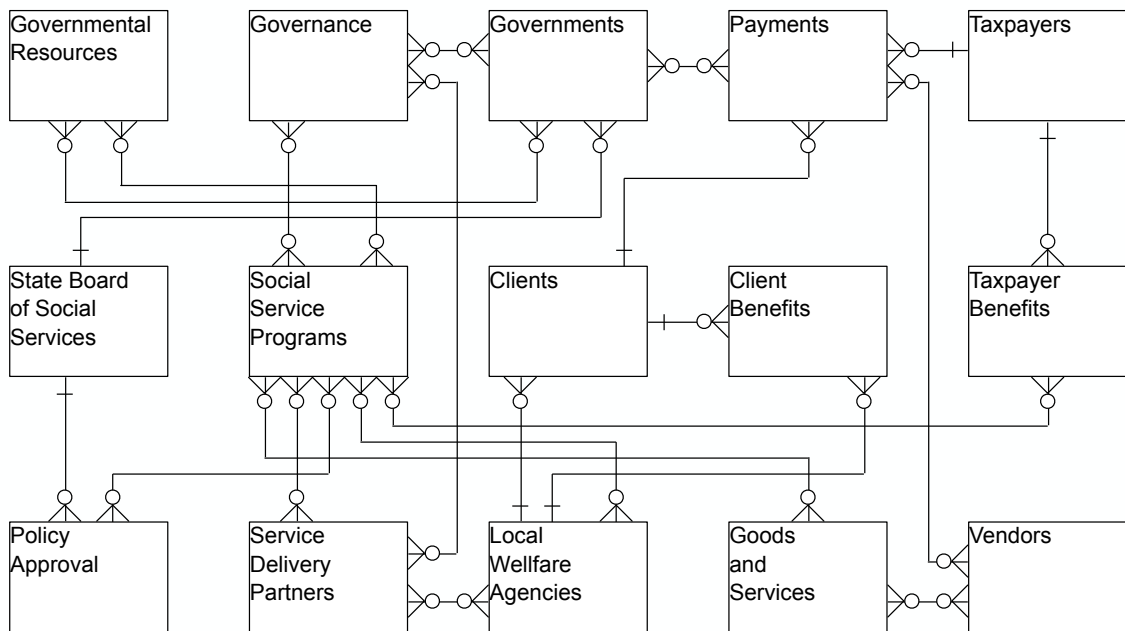 Governmental
Resources
Governance
Governments
Payments
Taxpayers
State Board
of Social
Services
Social
Service
Programs
Clients
Client
Benefits
Taxpayer
Benefits
Policy
Approval
Service
Delivery
Partners
Local
Wellfare
Agencies
Goods
and
Services
Vendors